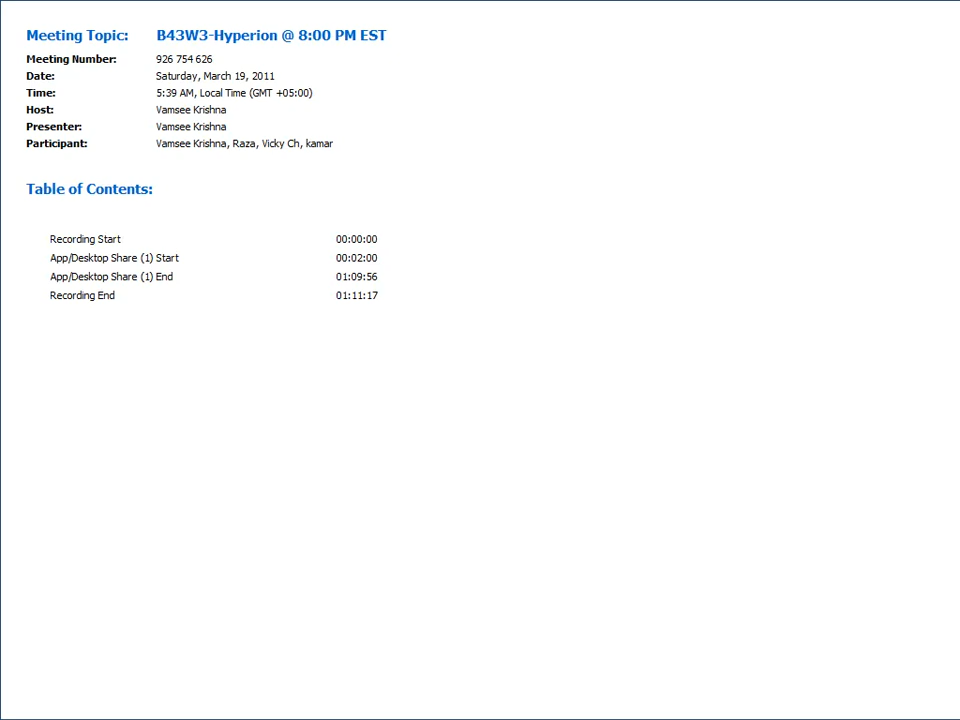 Meeting Topic: B43W3-Hyperion @ 8:00 PM EST
Meeting Number: 926 754 626
Date: Saturday, March 19, 2011
Time: 5:39 AM, Local Time (GMT +05:00)
Host: Vamsee Krishna
Presenter: Vamsee Krishna
Participant: Vamsee Krishna, Raza, Vicky Ch, kamar
Table of Contents:
Recording Start 00:00:00
App/Desktop Share (1) Start 00:02:00
App/Desktop Share (1) End 01:09:56
Recording End 01:11:17